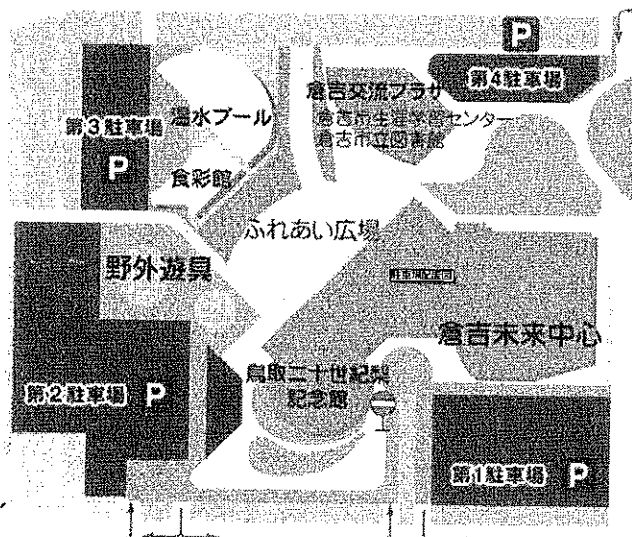 P
第4駐車場
倉吉交流プラザ
倉吉市生涯学習センター
倉吉市立図書館
第3駐車場
P
温水プール
食彩館
ふれあい広場
野外遊具
倉吉未来中心
鳥取二十世紀梨
記念館
第2駐車場 P
第1駐車場 P